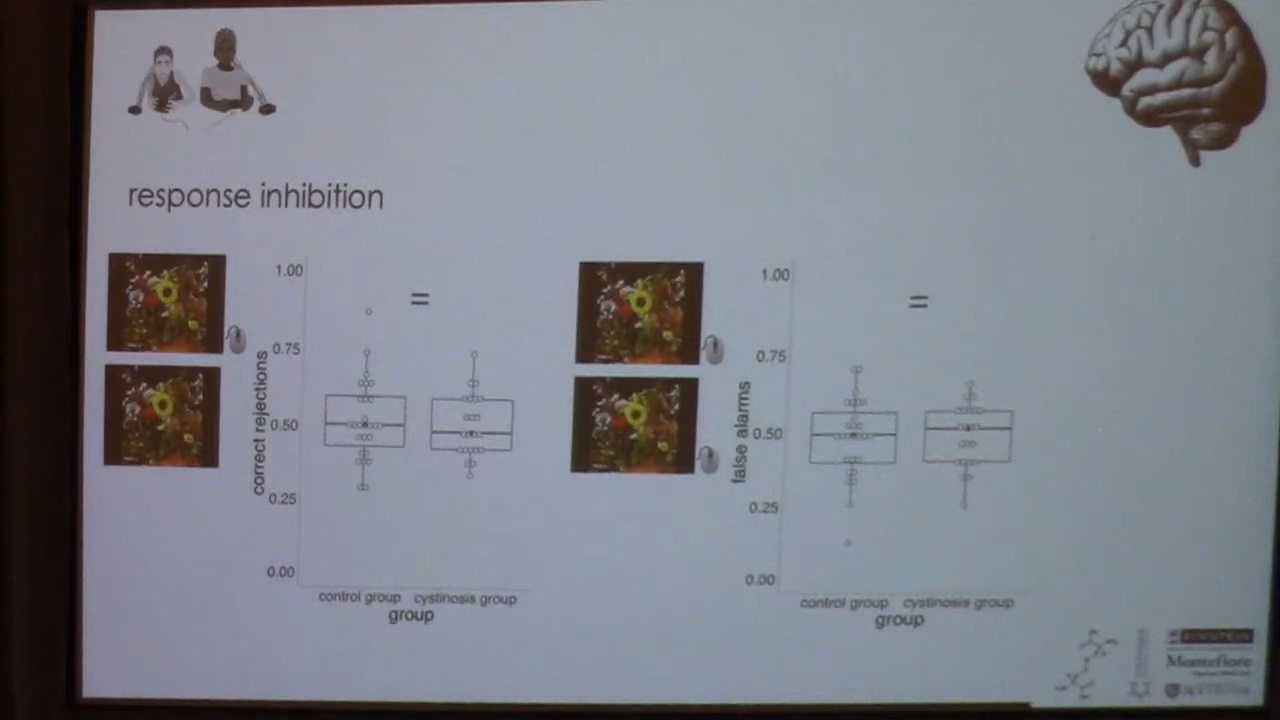 response inhibition
1.00
=
0.75
correct rejections
0.50
0.25
0.00
control group cystinosis group
group
1.00
=
0.75
false alarms
0.50
0.25
0.00
control group cystinosis group
group
EINSTEIN
Montefiore